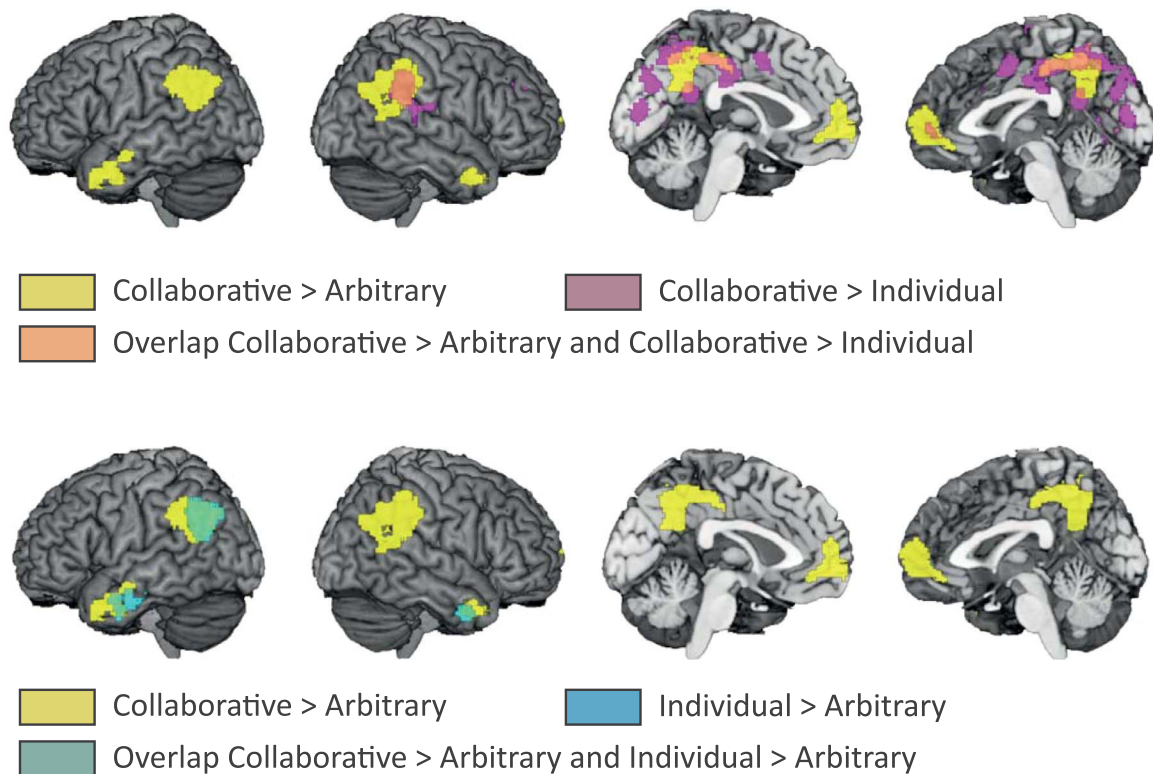 Collaborative > Arbitrary
Collaborative > Individual
Overlap Collaborative > Arbitrary and Collaborative > Individual
Collaborative > Arbitrary
Individual > Arbitrary
Overlap Collaborative > Arbitrary and Individual > Arbitrary